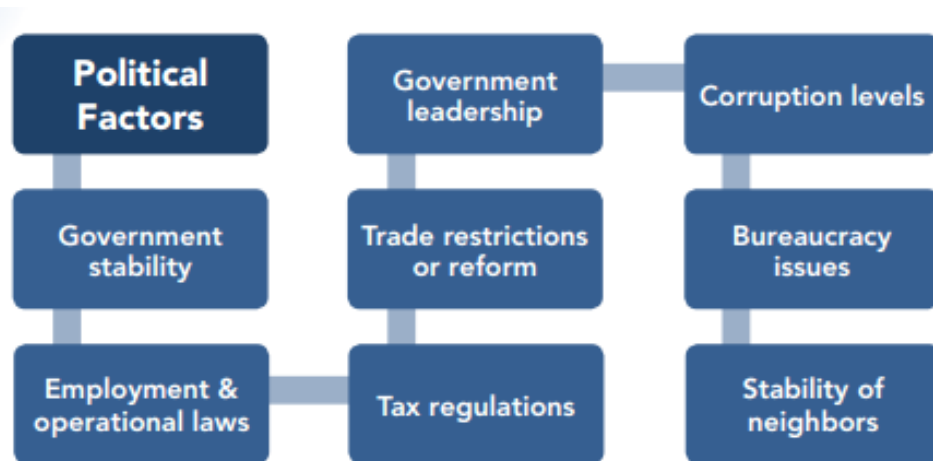 Political
Factors
Government
stability
Employment &
operational laws
Tax regulations
Trade restrictions
or reform
Government
leadership
Corruption levels
Bureaucracy
issues
Stability of
neighbors